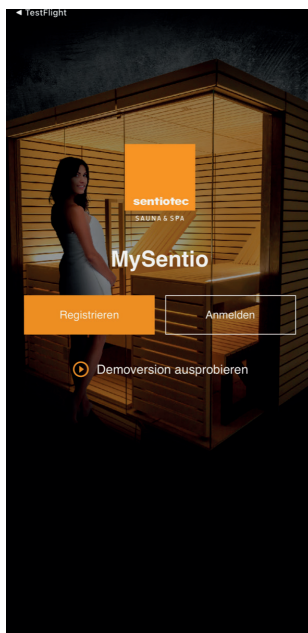 ◀ TestFlight
sentiotec
SAUNA & SPA
MySentio
Registrieren
Anmelden
Demoversion ausprobieren